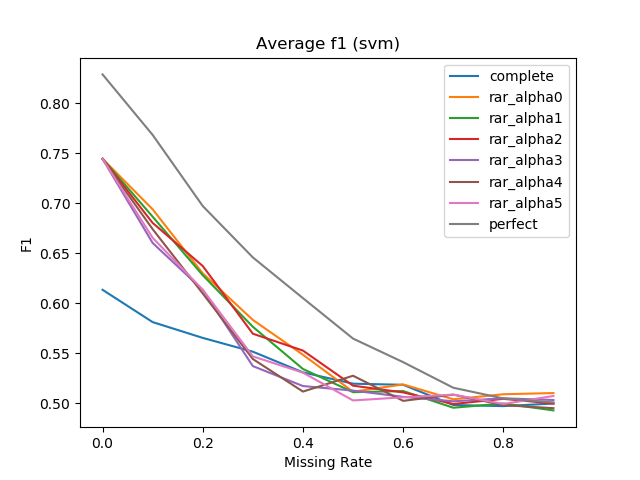 Average f1 (svm)
complete
rar_alpha0
rar_alpha1
rar_alpha2
rar_alpha3
rar_alpha4
rar_alpha5
perfect
0.80
0.75
0.70
0.65
0.60
0.55
0.50
F1
0.0 0.2 0.4 0.6 0.8
Missing Rate